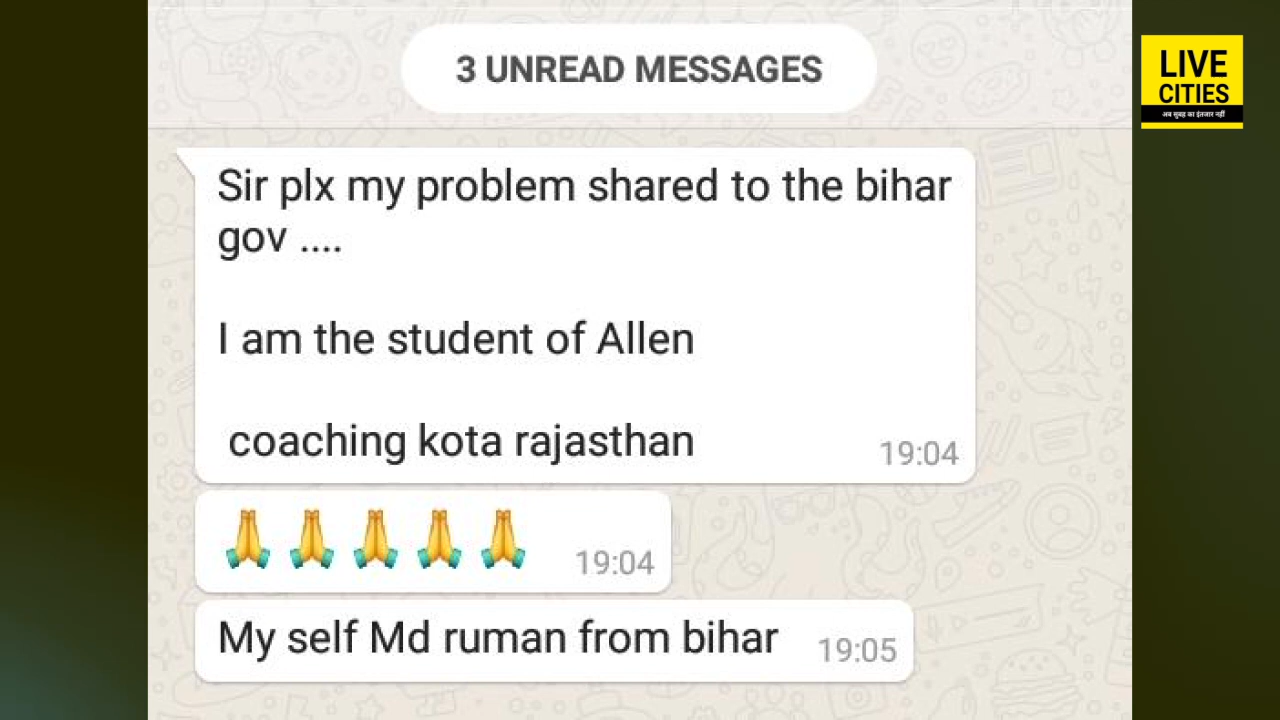 3 UNREAD MESSAGES
LIVE
CITIES
अब सुबह का इंतजार नहीं
Sir plx my problem shared to the bihar
gov ....
I am the student of Allen
coaching kota rajasthan
19:04
🙏 🙏 🙏 🙏 🙏
19:04
My self Md ruman from bihar
19:05